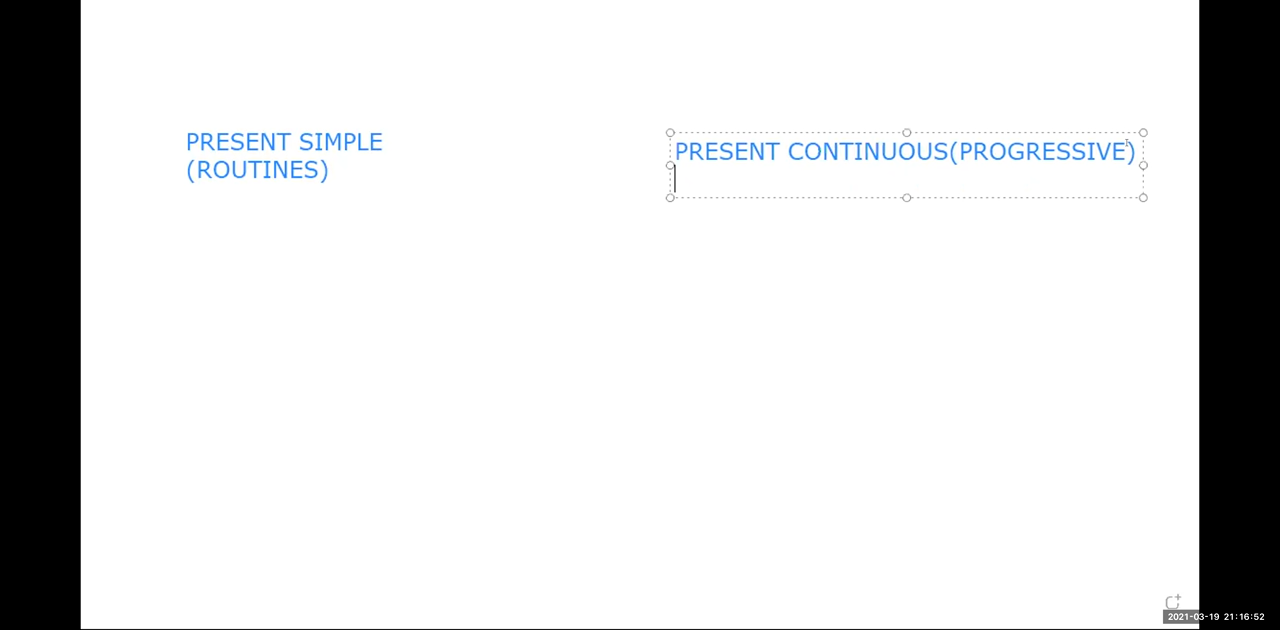 PRESENT SIMPLE
(ROUTINES)
PRESENT CONTINUOUS(PROGRESSIVE)
2021-03-19 21:16:52